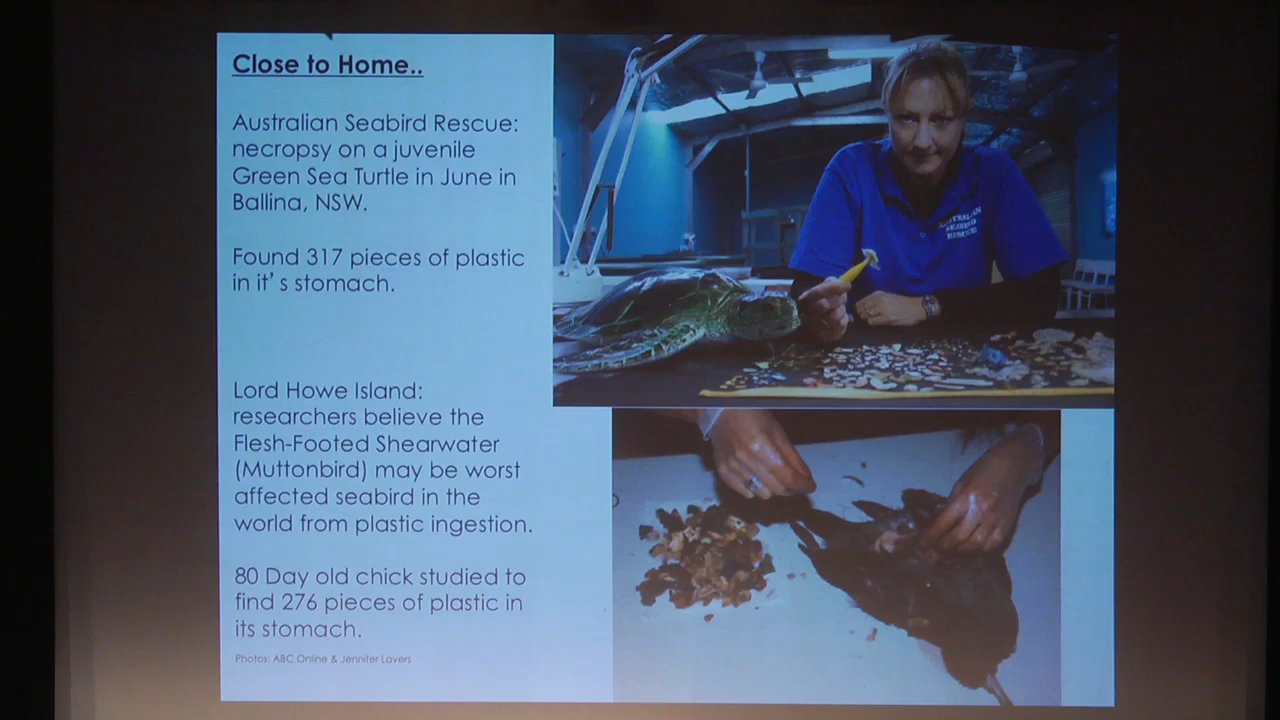 Close to Home..
Australian Seabird Rescue:
necropsy on a juvenile
Green Sea Turtle in June in
Ballina, NSW.
Found 317 pieces of plastic
in it's stomach.
Lord Howe Island:
researchers believe the
Flesh-Footed Shearwater
(Muttonbird) may be worst
affected seabird in the
world from plastic ingestion.
80 Day old chick studied to
find 276 pieces of plastic in
its stomach.
Photos: ABC Online & Jennifer Lavers
AUSTRALIAN
SEABIRD
RESCUE